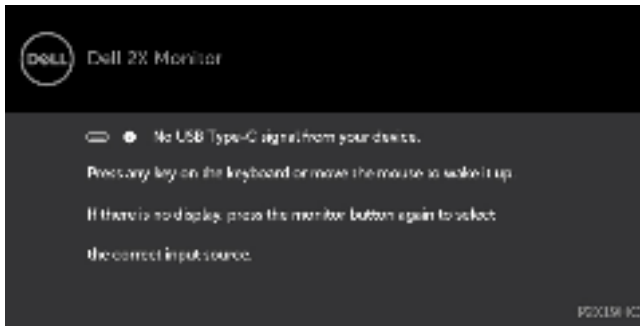 DELL Dell 2X Monitor
No USB Type-C signal from your device.
Press any key on the keyboard or move the mouse to wake it up
If there is no display, press the monitor button again to select
the correct input source.